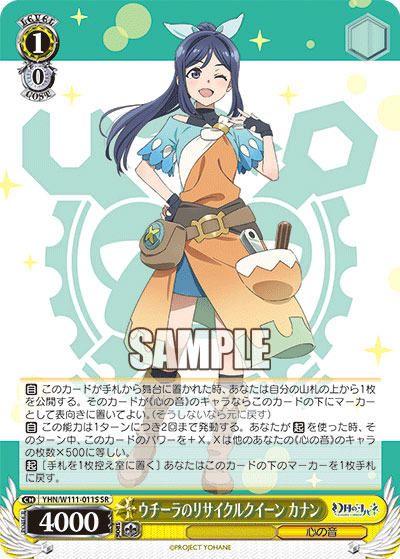 LEVEL
1
0
COST
SAMPLE
自 このカードが手札から舞台に置かれた時、あなたは自分の山札の上から1枚
を公開する。そのカードが《心の音》のキャラならこのカードの下にマーカー
として表向きに置いてよい。(そうしないなら元に戻す)
自 この能力は1ターンにつき2回まで発動する。あなたが起を使った時、そ
のターン中、このカードのパワーを+X。Xは他のあなたの《心の音》のキャラ
の枚数×500に等しい。
起 [手札を1枚控え室に置く] あなたはこのカードの下のマーカーを1枚手札
に戻す。
CH YHN/W111-011S SR
ウチーラのリサイクルクイーン カナン
4000
心の音
©PROJECT YOHANE